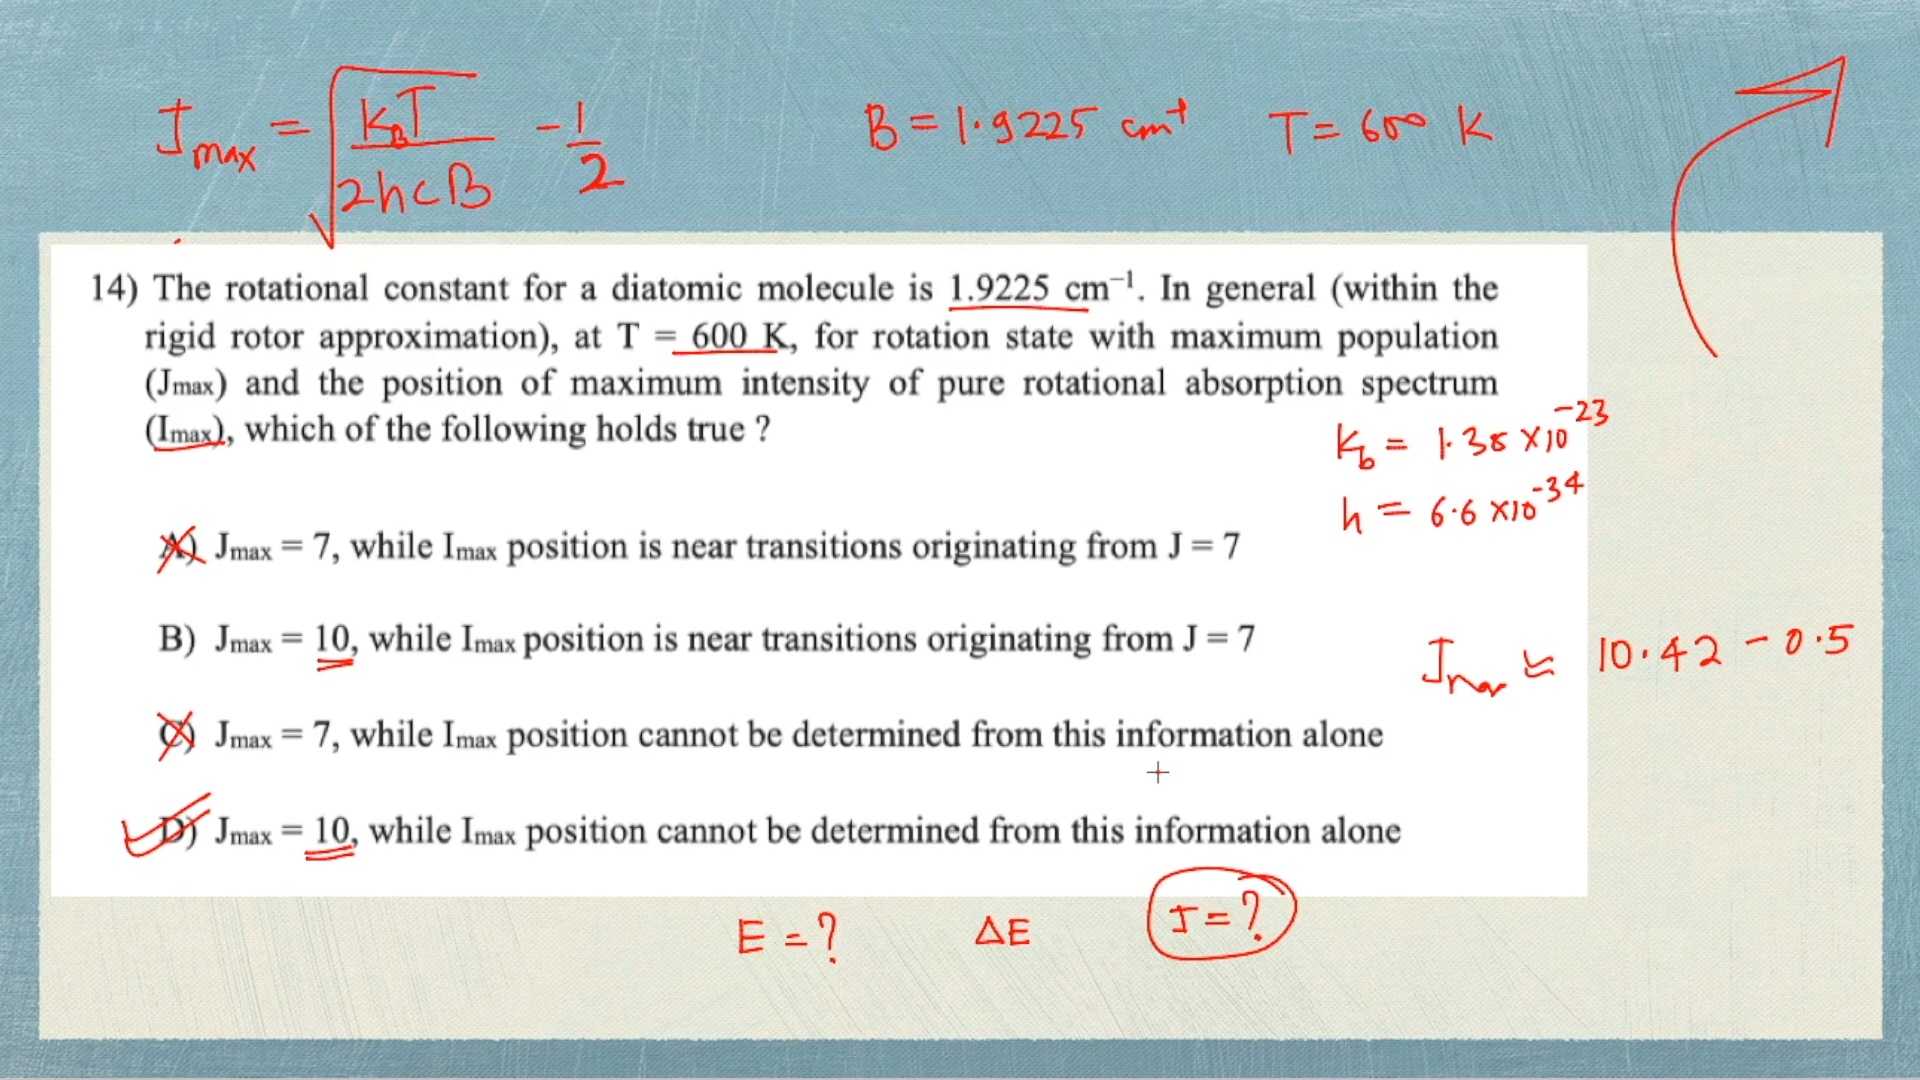 Jmax = √(KBT / 2hcB) - 1/2
B = 1.9225 cm⁻¹ T = 600 K
14) The rotational constant for a diatomic molecule is 1.9225 cm⁻¹. In general (within the
rigid rotor approximation), at T = 600 K, for rotation state with maximum population
(Jmax) and the position of maximum intensity of pure rotational absorption spectrum
(Imax), which of the following holds true ?
Kb = 1.38 ×10⁻²³
h = 6.6 ×10⁻³⁴
A) Jmax = 7, while Imax position is near transitions originating from J = 7
B) Jmax = 10, while Imax position is near transitions originating from J = 7
Jmax ≃ 10.42 - 0.5
C) Jmax = 7, while Imax position cannot be determined from this information alone
D) Jmax = 10, while Imax position cannot be determined from this information alone
E = ? ΔE J = ?